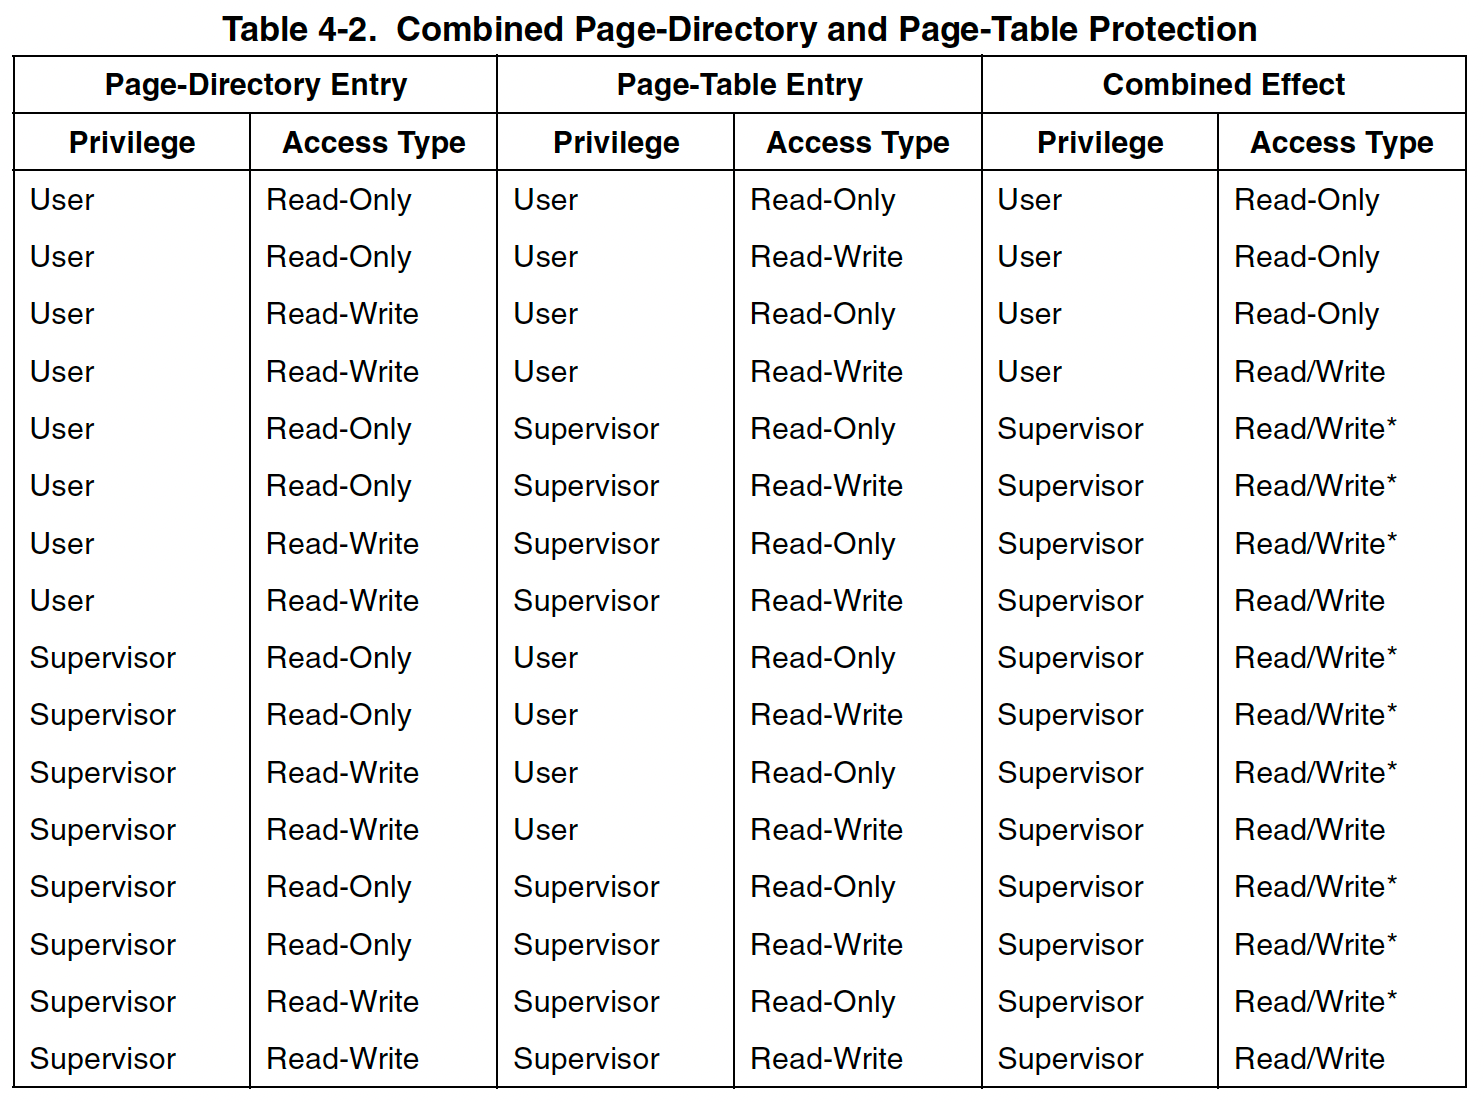 Table 4-2. Combined Page-Directory and Page-Table Protection
Page-Directory Entry Page-Table Entry Combined Effect
Privilege Access Type Privilege Access Type Privilege Access Type
User Read-Only User Read-Only User Read-Only
User Read-Only User Read-Write User Read-Only
User Read-Write User Read-Only User Read-Only
User Read-Write User Read-Write User Read/Write
User Read-Only Supervisor Read-Only Supervisor Read/Write*
User Read-Only Supervisor Read-Write Supervisor Read/Write*
User Read-Write Supervisor Read-Only Supervisor Read/Write*
User Read-Write Supervisor Read-Write Supervisor Read/Write
Supervisor Read-Only User Read-Only Supervisor Read/Write*
Supervisor Read-Only User Read-Write Supervisor Read/Write*
Supervisor Read-Write User Read-Only Supervisor Read/Write*
Supervisor Read-Write User Read-Write Supervisor Read/Write
Supervisor Read-Only Supervisor Read-Only Supervisor Read/Write*
Supervisor Read-Only Supervisor Read-Write Supervisor Read/Write*
Supervisor Read-Write Supervisor Read-Only Supervisor Read/Write*
Supervisor Read-Write Supervisor Read-Write Supervisor Read/Write